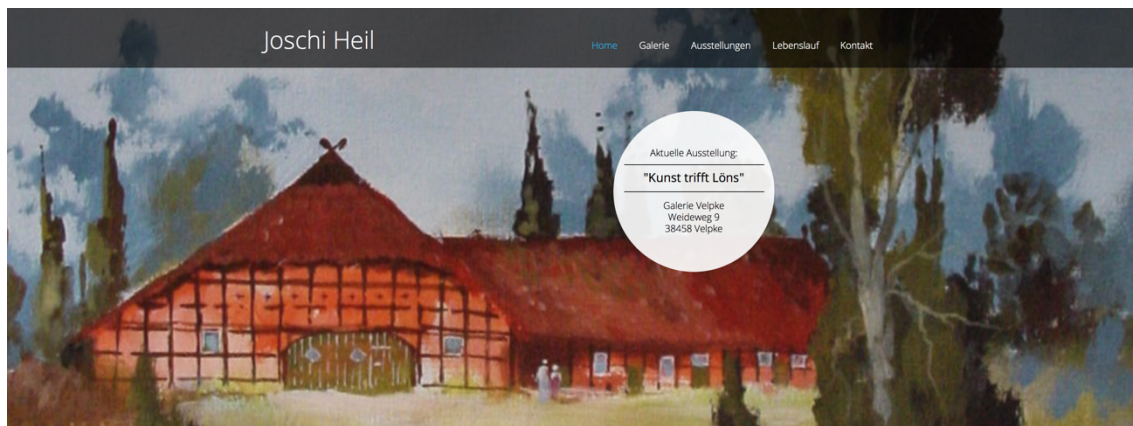 Joschi Heil
Home Galerie Ausstellungen Lebenslauf Kontakt
Aktuelle Ausstellung:
"Kunst trifft Löns"
Galerie Velpke
Weideweg 9
38458 Velpke